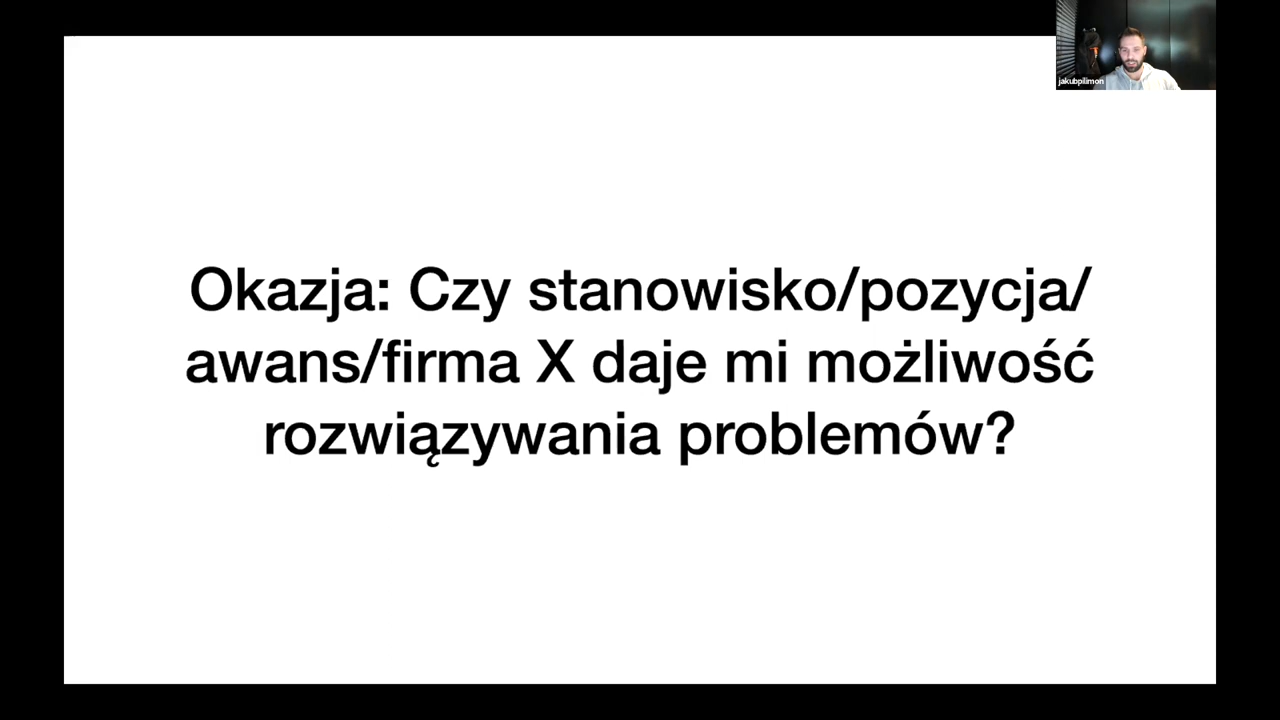 jakubpilimon
Okazja: Czy stanowisko/pozycja/
awans/firma X daje mi możliwość
rozwiązywania problemów?